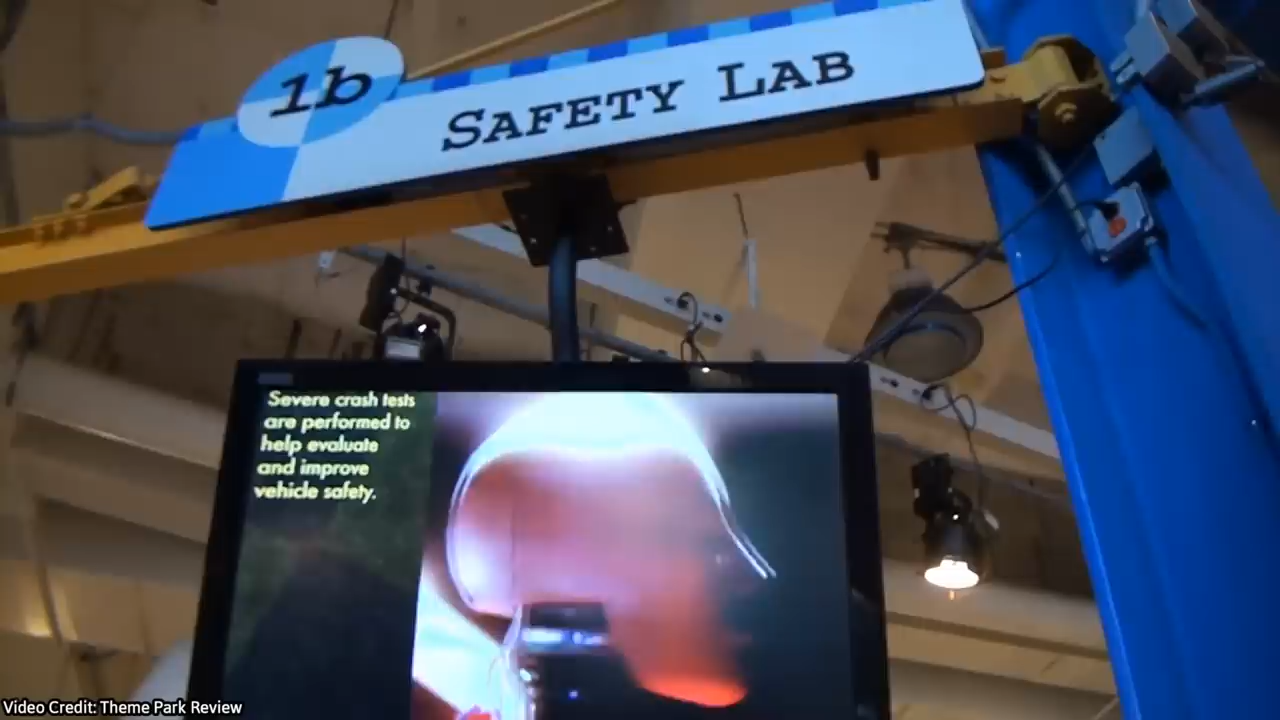 1b
SAFETY LAB
Severe crash tests
are performed to
help evaluate
and improve
vehicle safety.
Video Credit: Theme Park Review